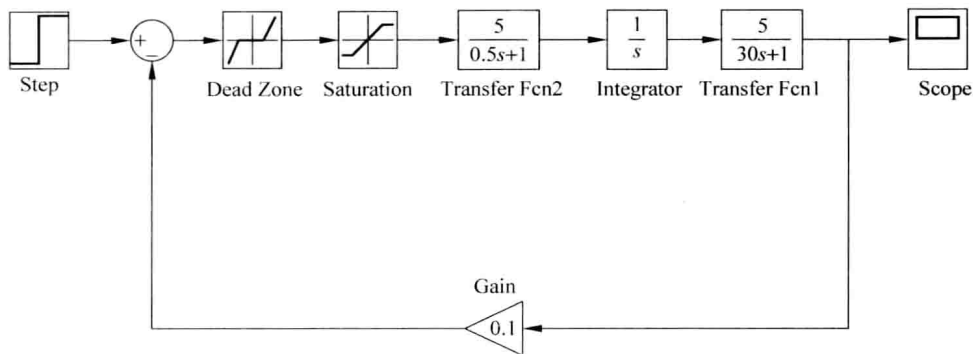 +
−
5
0.5s+1
1
s
5
30s+1
Step
Dead Zone
Saturation
Transfer Fcn2
Integrator
Transfer Fcn1
Scope
Gain
0.1